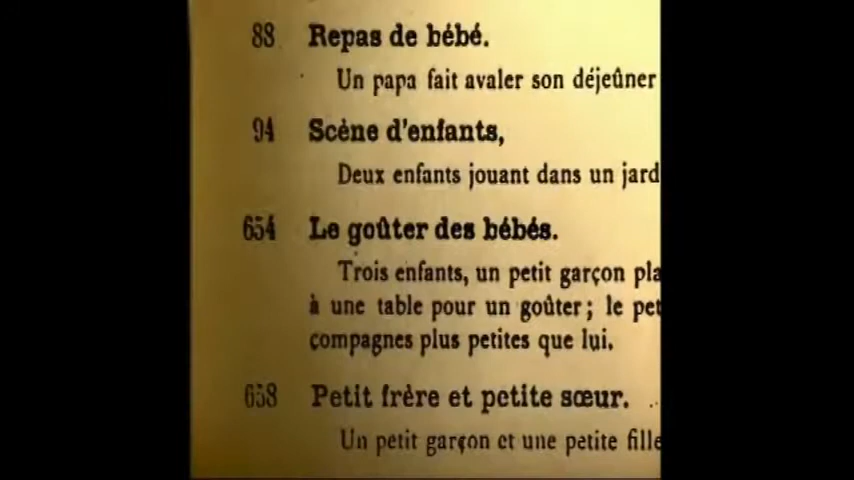 88 Repas de bébé.
Un papa fait avaler son déjeûner
94 Scène d'enfants,
Deux enfants jouant dans un jard
654 Le goûter des bébés.
Trois enfants, un petit garçon pla
à une table pour un goûter; le pet
compagnes plus petites que lui.
658 Petit frère et petite sœur.
Un petit garçon et une petite fille